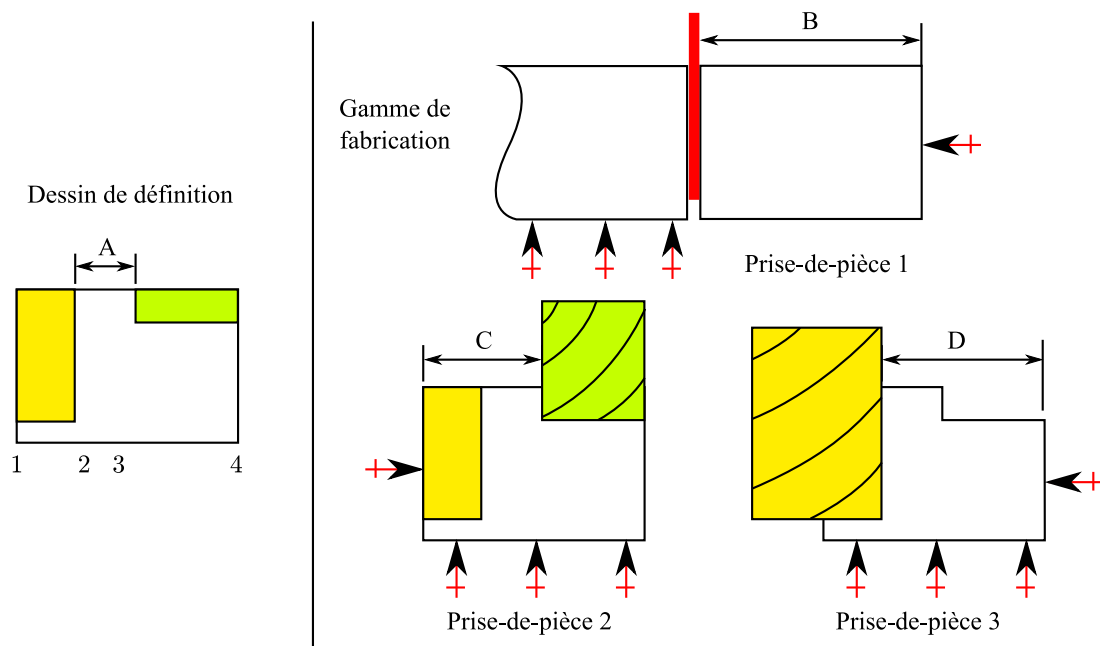 Dessin de définition
A
1 2 3 4
Gamme de
fabrication
B
Prise-de-pièce 1
C
Prise-de-pièce 2
D
Prise-de-pièce 3